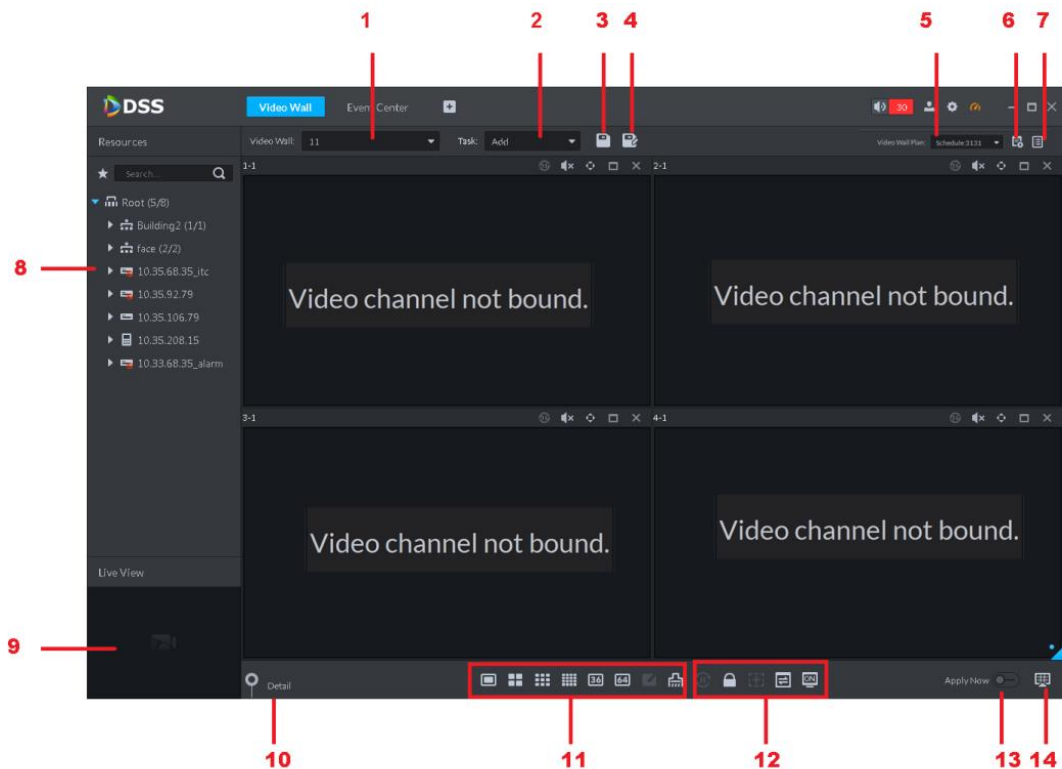 1 2 3 4 5 6 7
DSS Video Wall Event Center 30
Resources Video Wall: 11 Task: Add Video Wall Plan: Schedule 3131
1-1 2-1
Search...
Root (5/8)
Building2 (1/1)
face (2/2)
8 10.35.68.35_itc
10.35.92.79
10.35.106.79
10.35.208.15
10.33.68.35_alarm
Video channel not bound. Video channel not bound.
3-1 4-1
Video channel not bound. Video channel not bound.
Live View
9
Detail 36 64 ON Apply Now
10 11 12 13 14